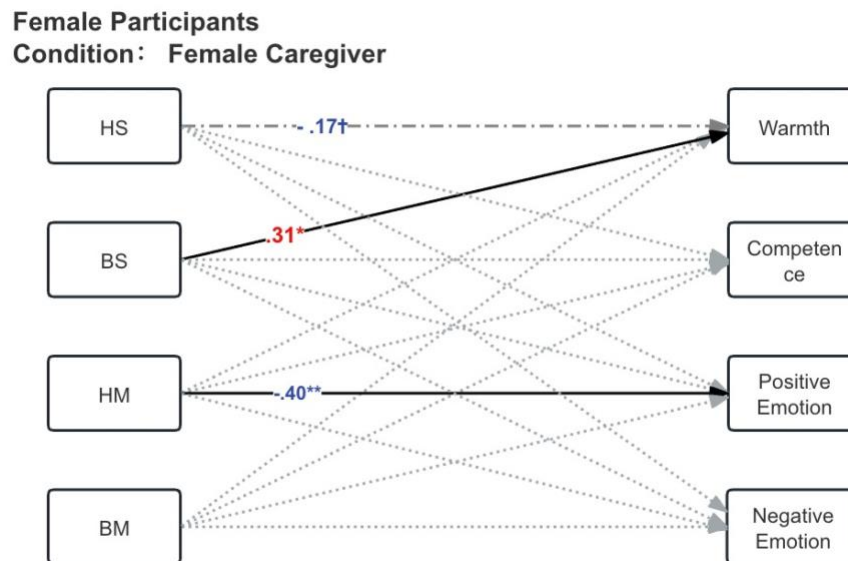 Female Participants
Condition： Female Caregiver
HS
- .17†
Warmth
BS
.31*
Competen
ce
HM
-.40**
Positive
Emotion
BM
Negative
Emotion